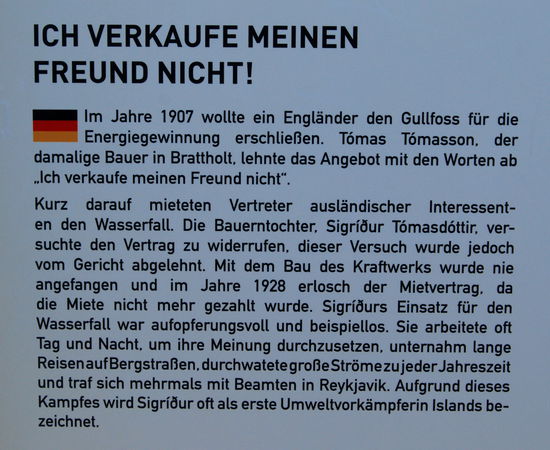 ICH VERKAUFE MEINEN
FREUND NICHT!
Im Jahre 1907 wollte ein Engländer den Gullfoss für die
Energiegewinnung erschließen. Tómas Tómasson, der
damalige Bauer in Brattholt, lehnte das Angebot mit den Worten ab
„Ich verkaufe meinen Freund nicht“.
Kurz darauf mieteten Vertreter ausländischer Interessent-
en den Wasserfall. Die Bauerntochter, Sigríður Tómasdóttir, ver-
suchte den Vertrag zu widerrufen, dieser Versuch wurde jedoch
vom Gericht abgelehnt. Mit dem Bau des Kraftwerks wurde nie
angefangen und im Jahre 1928 erlosch der Mietvertrag, da
die Miete nicht mehr gezahlt wurde. Sigríðurs Einsatz für den
Wasserfall war aufopferungsvoll und beispiellos. Sie arbeitete oft
Tag und Nacht, um ihre Meinung durchzusetzen, unternahm lange
Reisen auf Bergstraßen, durchwatete große Ströme zu jeder Jahreszeit
und traf sich mehrmals mit Beamten in Reykjavik. Aufgrund dieses
Kampfes wird Sigríður oft als erste Umweltvorkämpferin Islands be-
zeichnet.